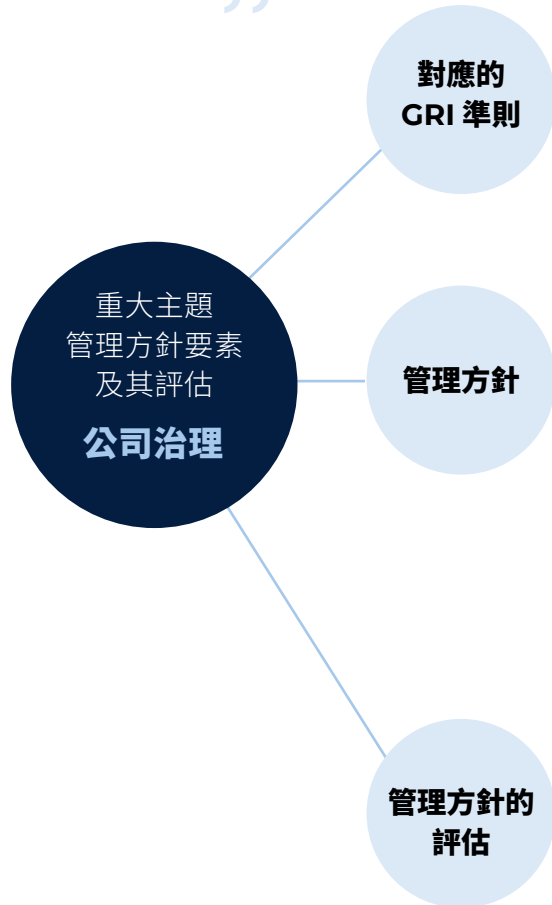 ”
對應的
GRI 準則
重大主題
管理方針要素
及其評估
公司治理
管理方針
管理方針的
評估